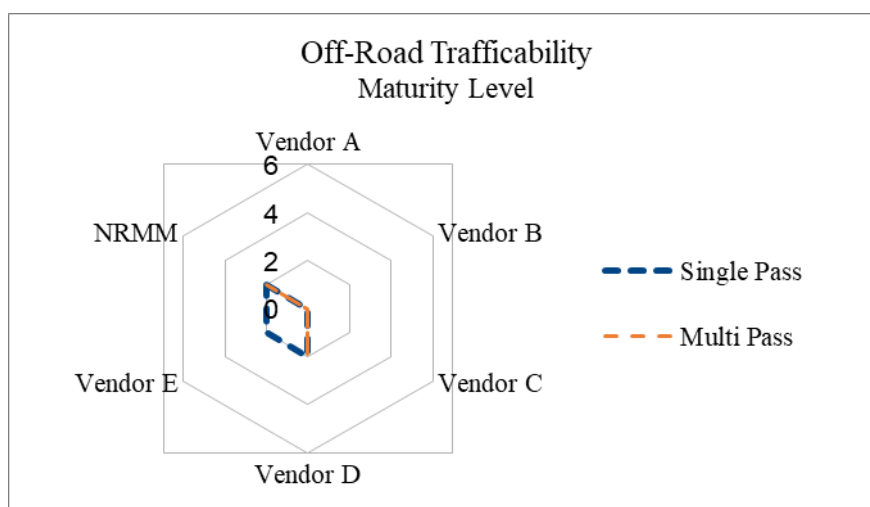 Off-Road Trafficability
Maturity Level
Vendor A
6
NRMM
4
Vendor B
2
Single Pass
0
Multi Pass
Vendor E
Vendor C
Vendor D